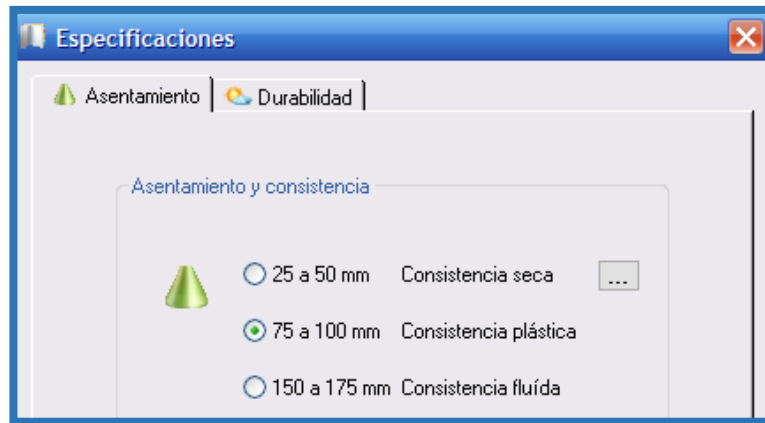 Especificaciones
Asentamiento Durabilidad
Asentamiento y consistencia
25 a 50 mm Consistencia seca ...
75 a 100 mm Consistencia plástica
150 a 175 mm Consistencia fluída